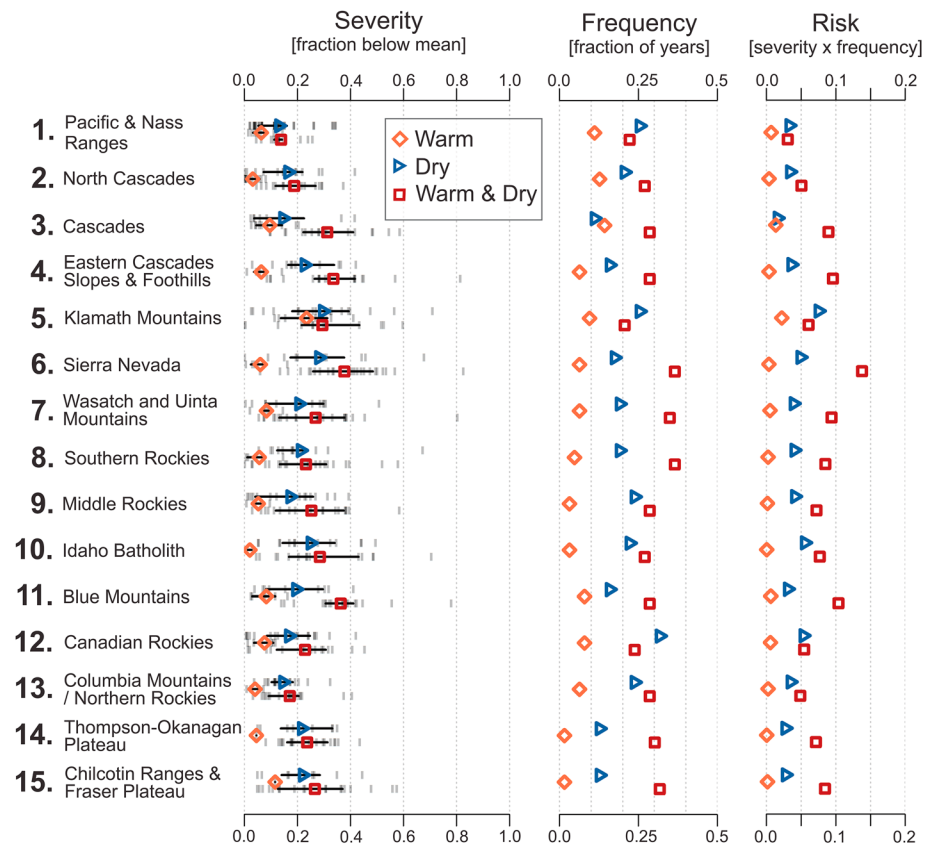 Severity
[fraction below mean]
Frequency
[fraction of years]
Risk
[severity x frequency]
0.0 0.2 0.4 0.6 0.8 1.0
0.0 0.25 0.5
0.0 0.1 0.2
Warm
Dry
Warm & Dry
1. Pacific & Nass
Ranges
2. North Cascades
3. Cascades
4. Eastern Cascades
Slopes & Foothills
5. Klamath Mountains
6. Sierra Nevada
7. Wasatch and Uinta
Mountains
8. Southern Rockies
9. Middle Rockies
10. Idaho Batholith
11. Blue Mountains
12. Canadian Rockies
13. Columbia Mountains
/ Northern Rockies
14. Thompson-Okanagan
Plateau
15. Chilcotin Ranges &
Fraser Plateau
0.0 0.2 0.4 0.6 0.8 1.0
0.0 0.25 0.5
0.0 0.1 0.2